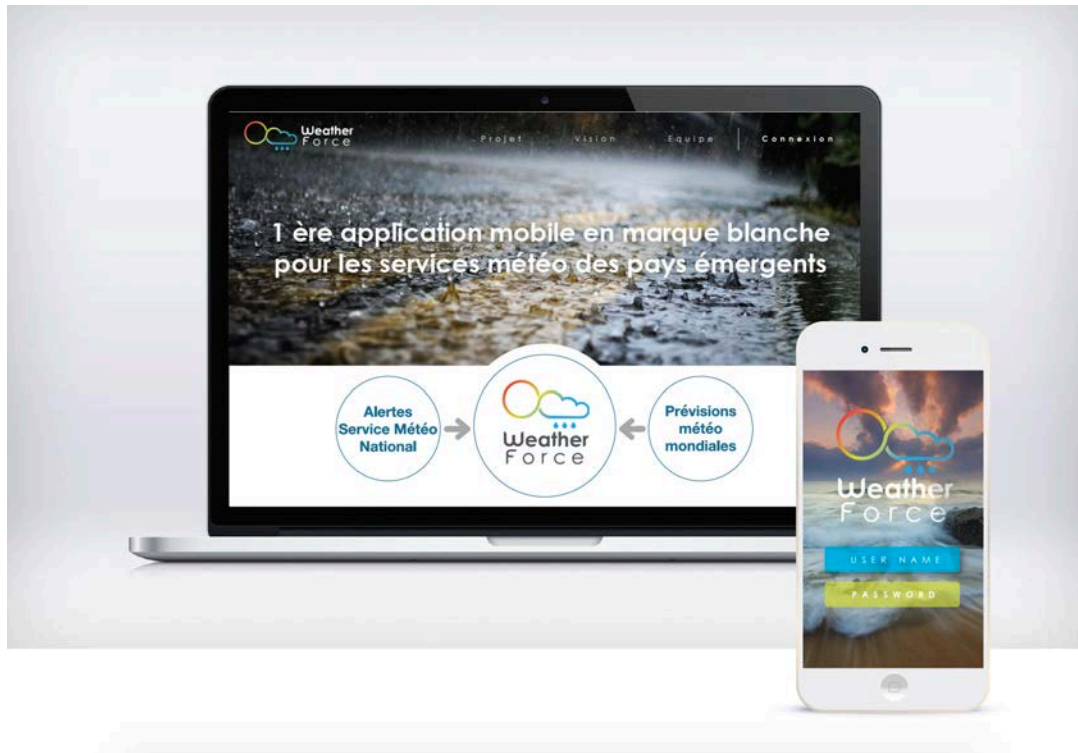 Weather
Force
Projet Vision Equipe Connexion
1 ère application mobile en marque blanche
pour les services météo des pays émergents
Alertes
Service Météo
National
Weather
Force
Prévisions
météo
mondiales
Weather
Force
USER NAME
PASSWORD